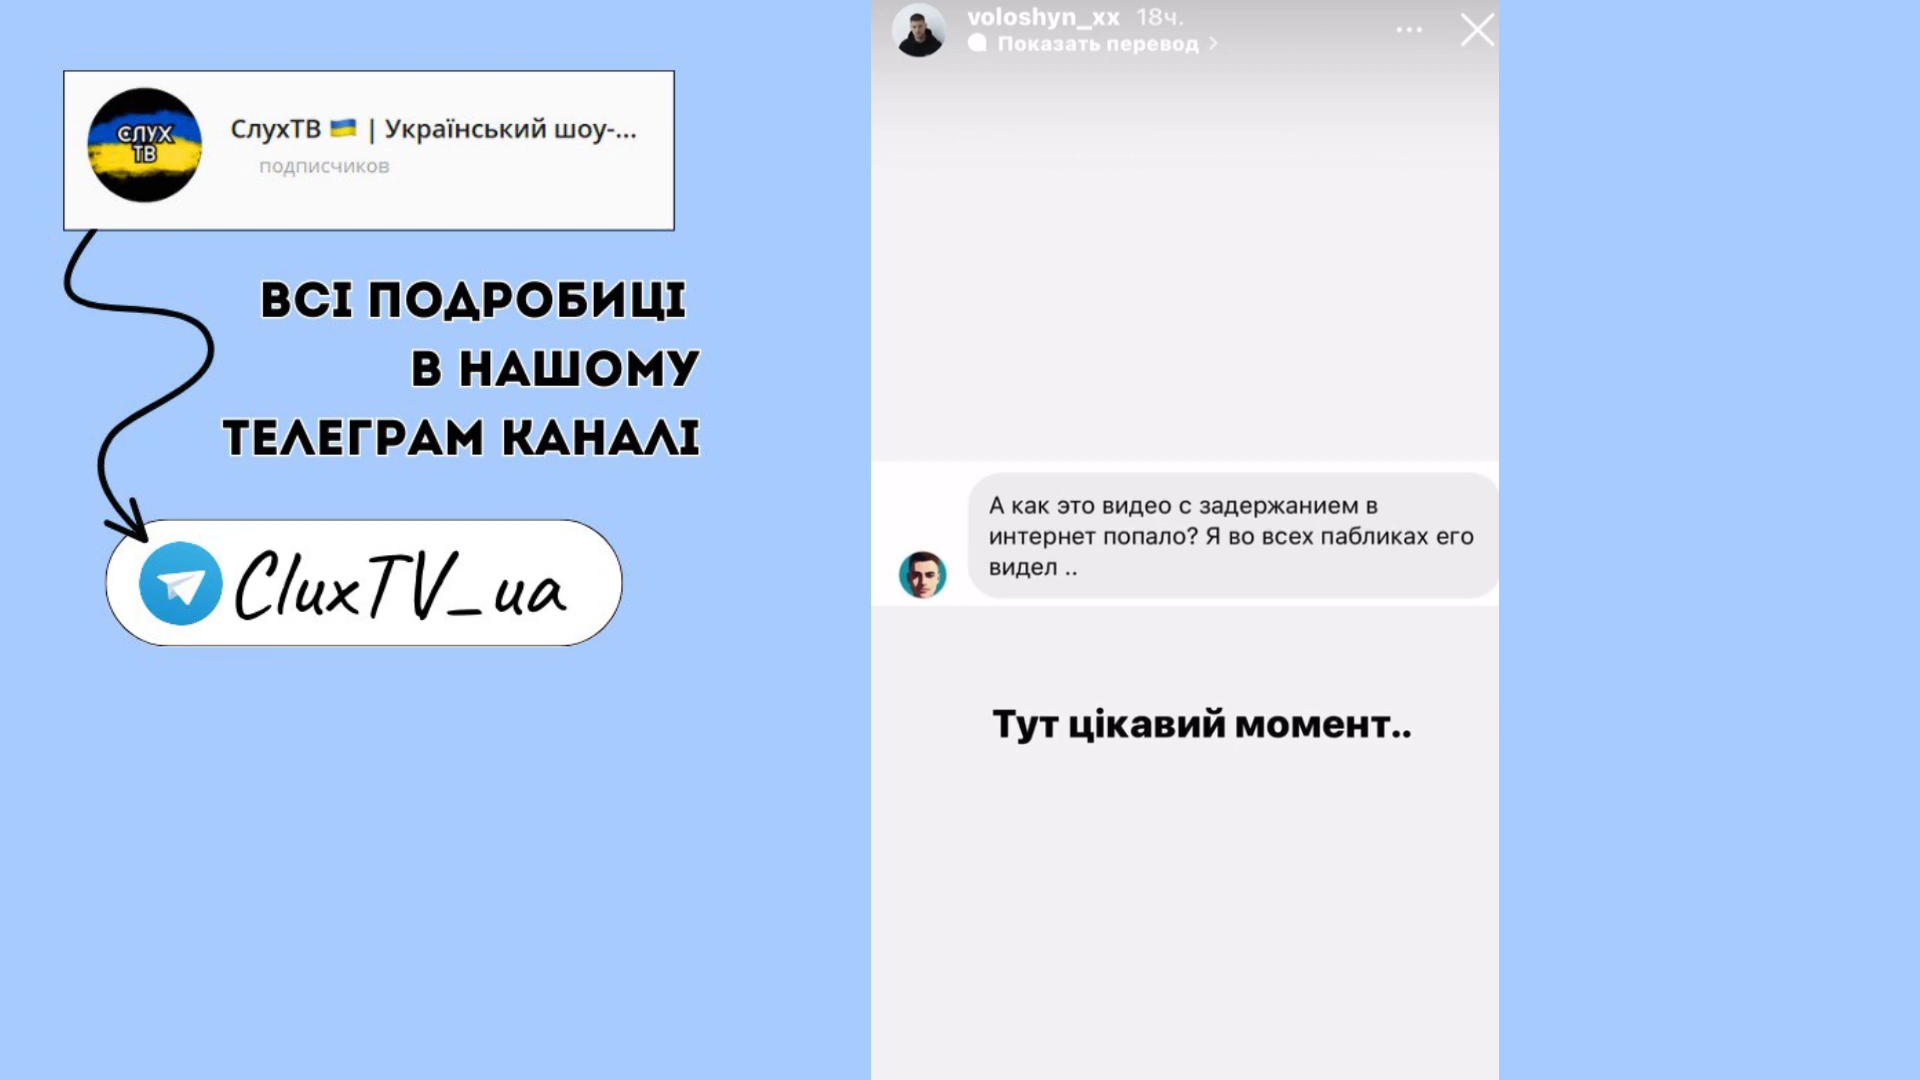 СЛУХ
ТВ
СлухТВ 🇺🇦 | Український шоу-...
подписчиков
ВСІ ПОДРОБИЦІ
В НАШОМУ
ТЕЛЕГРАМ КАНАЛІ
CluxTV_ua
voloshyn_xx 18ч.
Показать перевод
А как это видео с задержанием в
интернет попало? Я во всех пабликах его
видел ..
Тут цікавий момент..